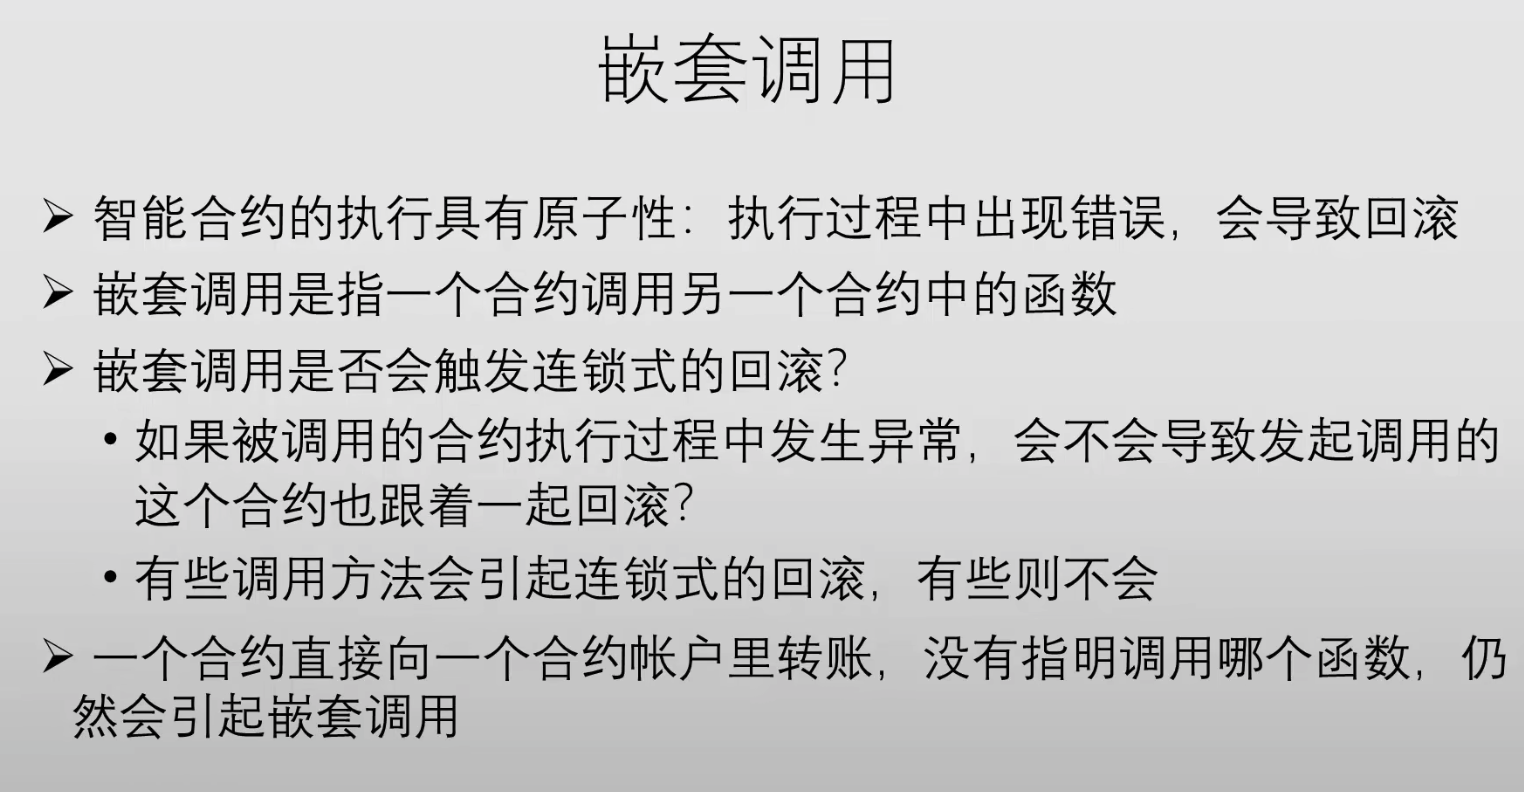 嵌套调用
➢ 智能合约的执行具有原子性：执行过程中出现错误，会导致回滚
➢ 嵌套调用是指一个合约调用另一个合约中的函数
➢ 嵌套调用是否会触发连锁式的回滚？
• 如果被调用的合约执行过程中发生异常，会不会导致发起调用的
这个合约也跟着一起回滚？
• 有些调用方法会引起连锁式的回滚，有些则不会
➢ 一个合约直接向一个合约帐户里转账，没有指明调用哪个函数，仍
然会引起嵌套调用